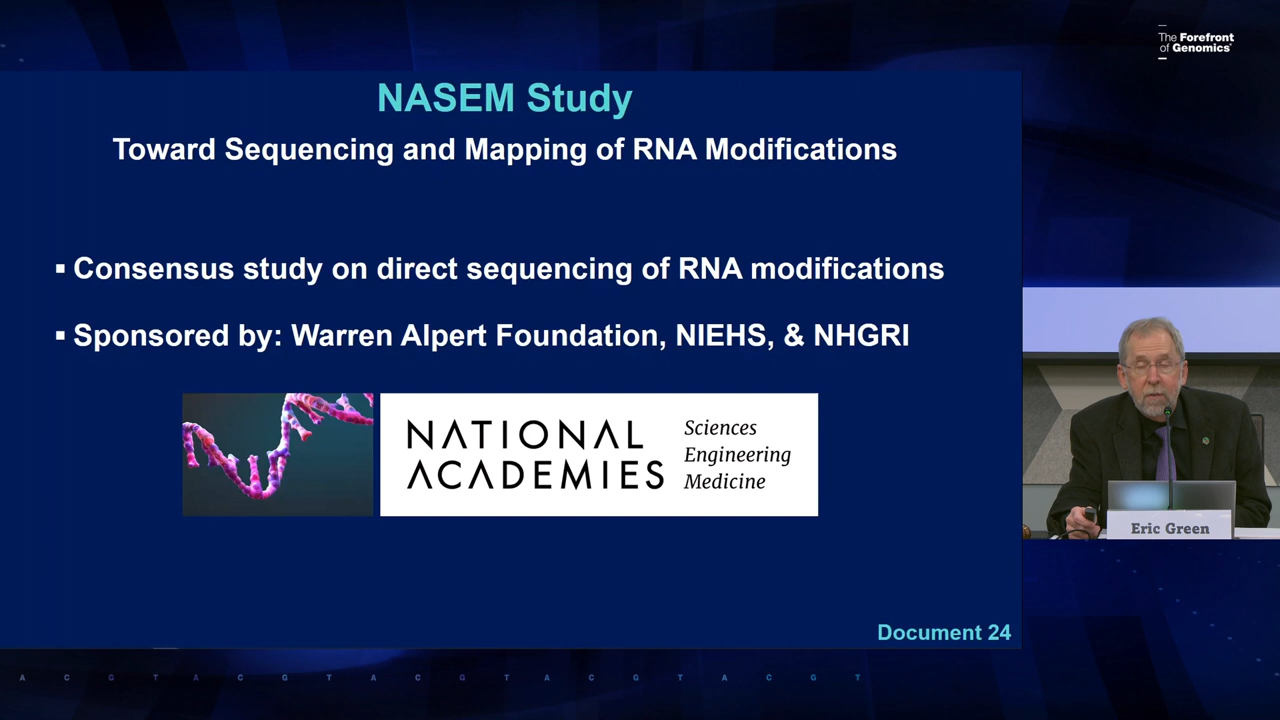 The Forefront
of Genomics®
NASEM Study
Toward Sequencing and Mapping of RNA Modifications
▪ Consensus study on direct sequencing of RNA modifications
▪ Sponsored by: Warren Alpert Foundation, NIEHS, & NHGRI
NATIONAL
ACADEMIES
Sciences
Engineering
Medicine
Eric Green
Document 24
A C G T A C G T A C G T A C G T A C G T